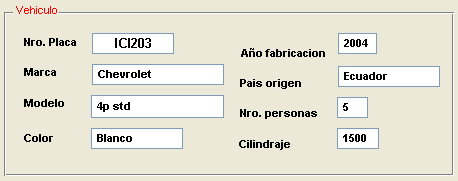 Vehiculo
Nro. Placa ICI203 Año fabricacion 2004
Marca Chevrolet Pais origen Ecuador
Modelo 4p std Nro. personas 5
Color Blanco Cilindraje 1500